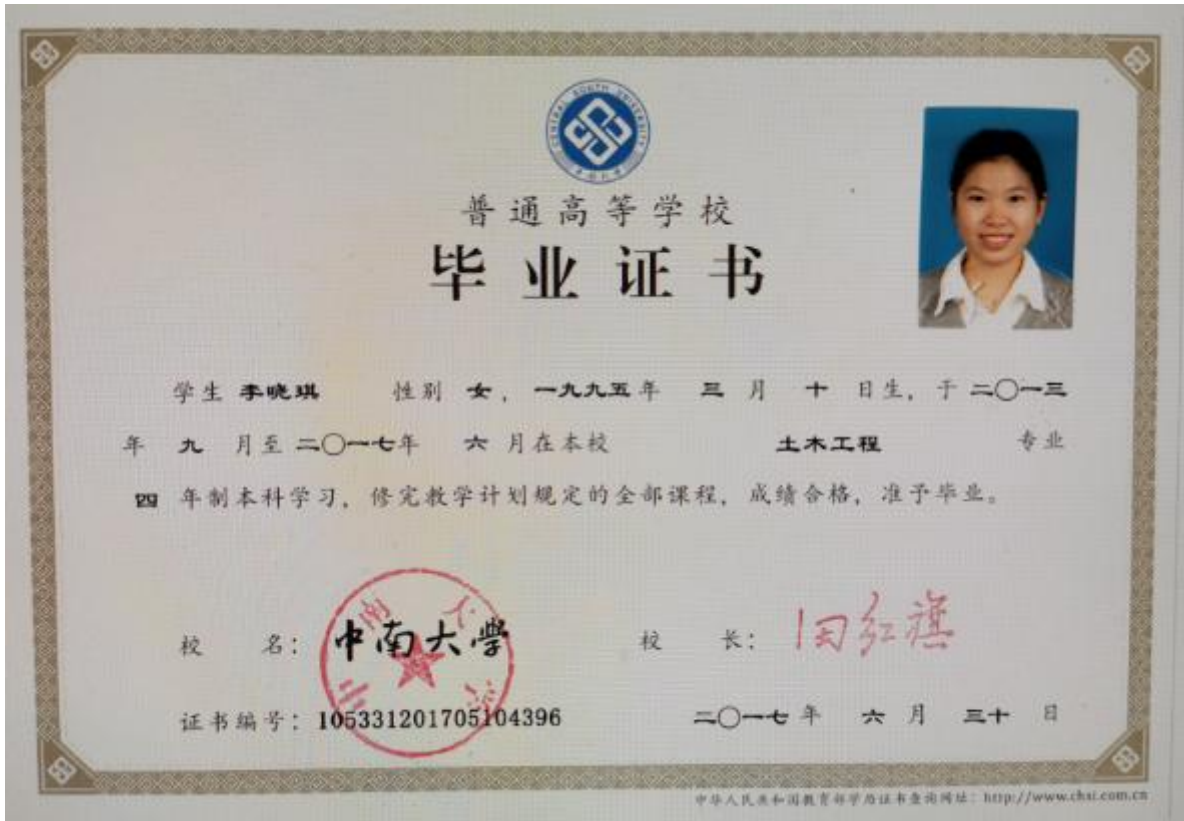 CENTRAL SOUTH UNIVERSITY
普通高等学校
毕业证书
学生 李晓琪 性别 女，一九九五年 三 月 十 日生，于 二〇一三
年 九 月至 二〇一七年 六 月在本校 土木工程 专业
四 年制本科学习，修完教学计划规定的全部课程，成绩合格，准予毕业。
校 名：中南大學 校 长：田红旗
证书编号：105331201705104396 二〇一七 年 六 月 三十 日
中华人民共和国教育部学历证书查询网址：http://www.chsi.com.cn